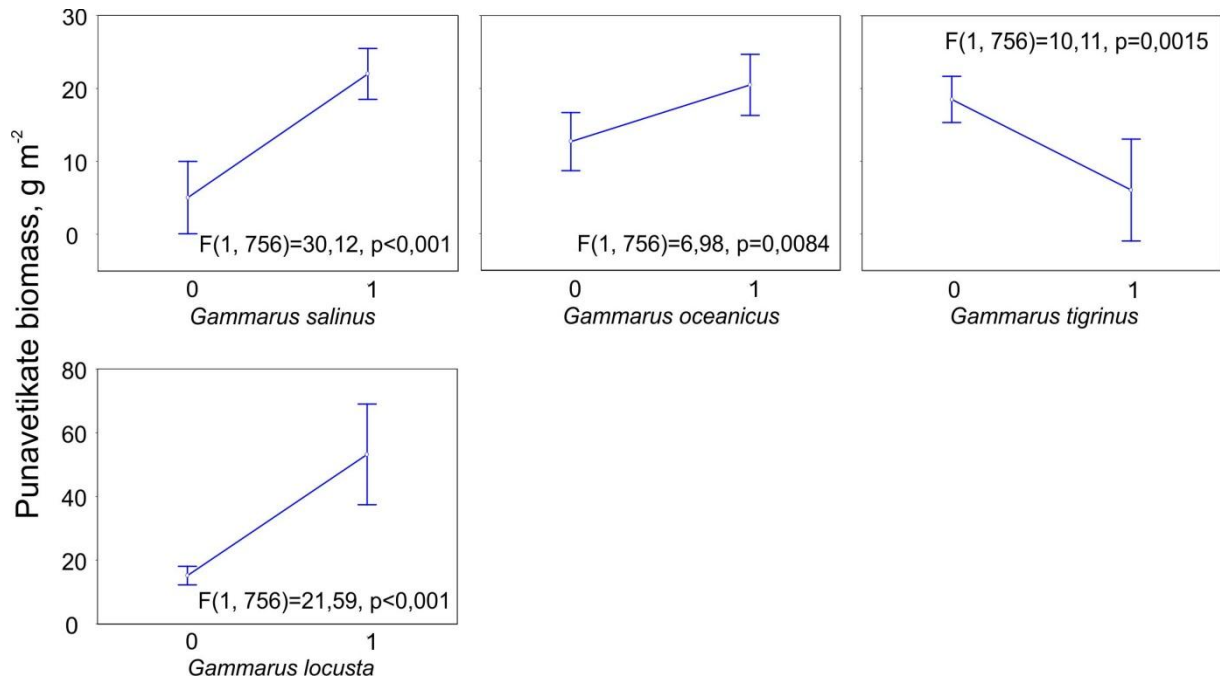 Punavetikate biomass, g m⁻²
30
20
10
0
F(1, 756)=30,12, p<0,001
0 1
Gammarus salinus
F(1, 756)=6,98, p=0,0084
0 1
Gammarus oceanicus
F(1, 756)=10,11, p=0,0015
0 1
Gammarus tigrinus
80
60
40
20
0
F(1, 756)=21,59, p<0,001
0 1
Gammarus locusta